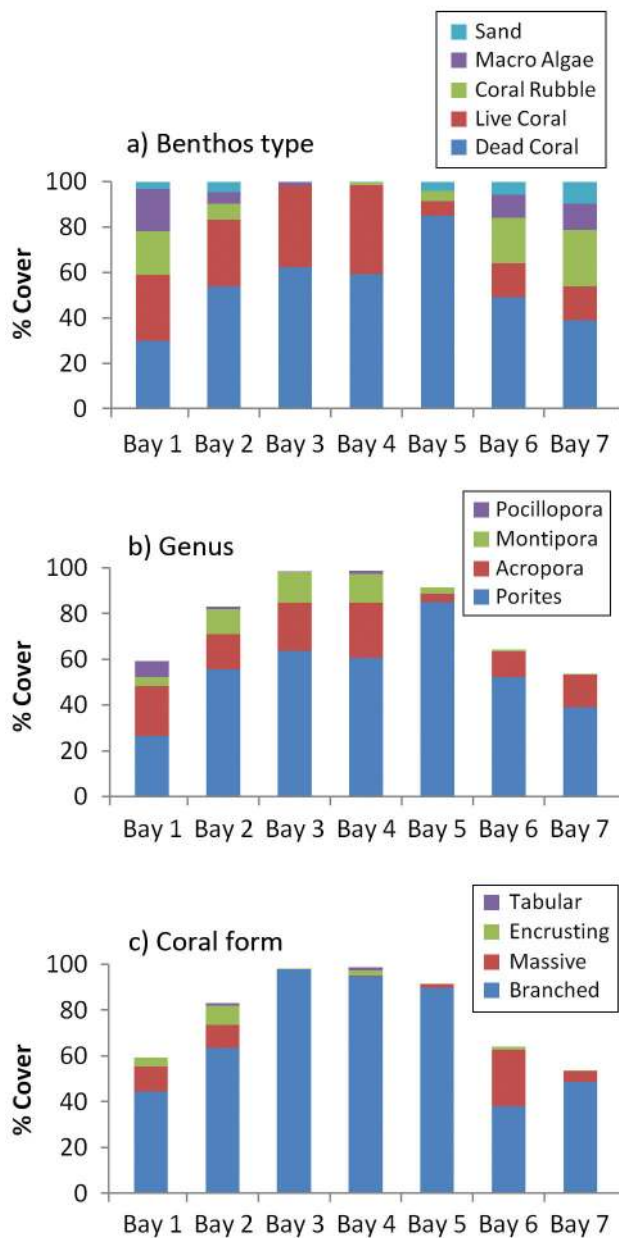 Sand
Macro Algae
Coral Rubble
Live Coral
Dead Coral
a) Benthos type
100
80
60
40
20
0
% Cover
Bay 1 Bay 2 Bay 3 Bay 4 Bay 5 Bay 6 Bay 7
Pocillopora
Montipora
Acropora
Porites
b) Genus
100
80
60
40
20
0
% Cover
Bay 1 Bay 2 Bay 3 Bay 4 Bay 5 Bay 6 Bay 7
Tabular
Encrusting
Massive
Branched
c) Coral form
100
80
60
40
20
0
% Cover
Bay 1 Bay 2 Bay 3 Bay 4 Bay 5 Bay 6 Bay 7